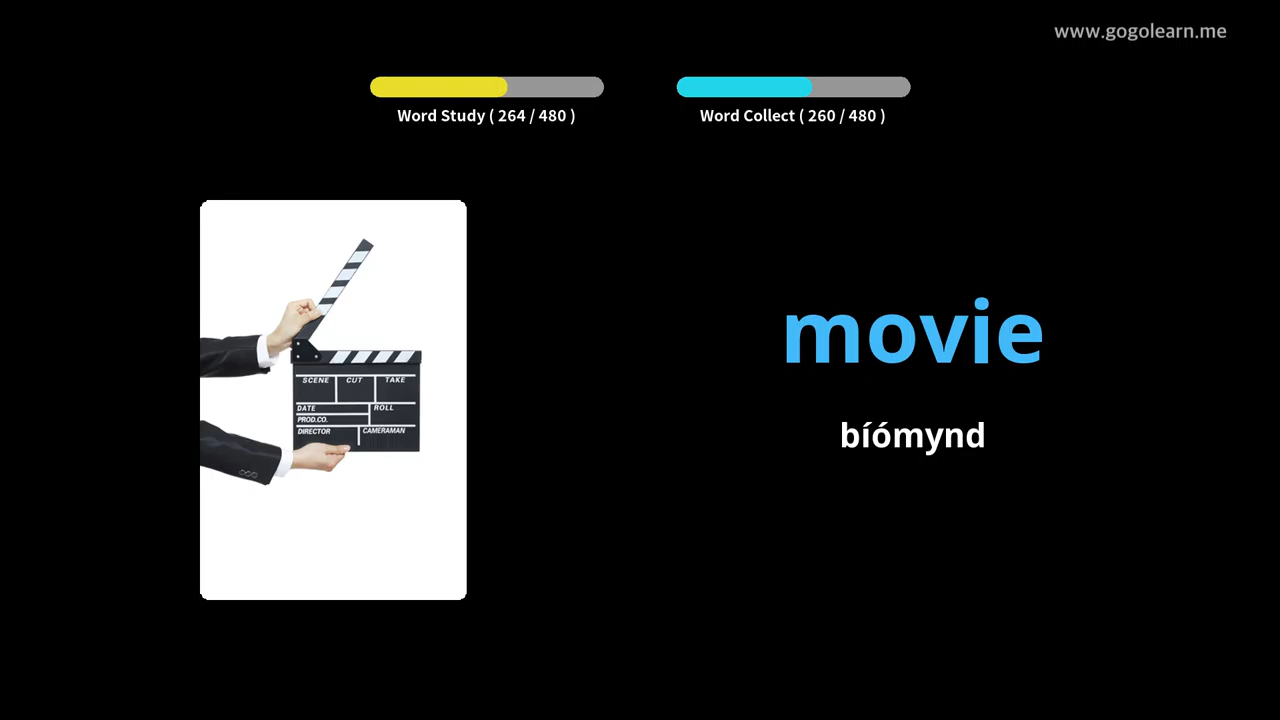 www.gogolearn.me
Word Study ( 264 / 480 )
Word Collect ( 260 / 480 )
SCENE CUT TAKE
DATE ROLL
PROD.CO.
DIRECTOR CAMERAMAN
movie
bíómynd